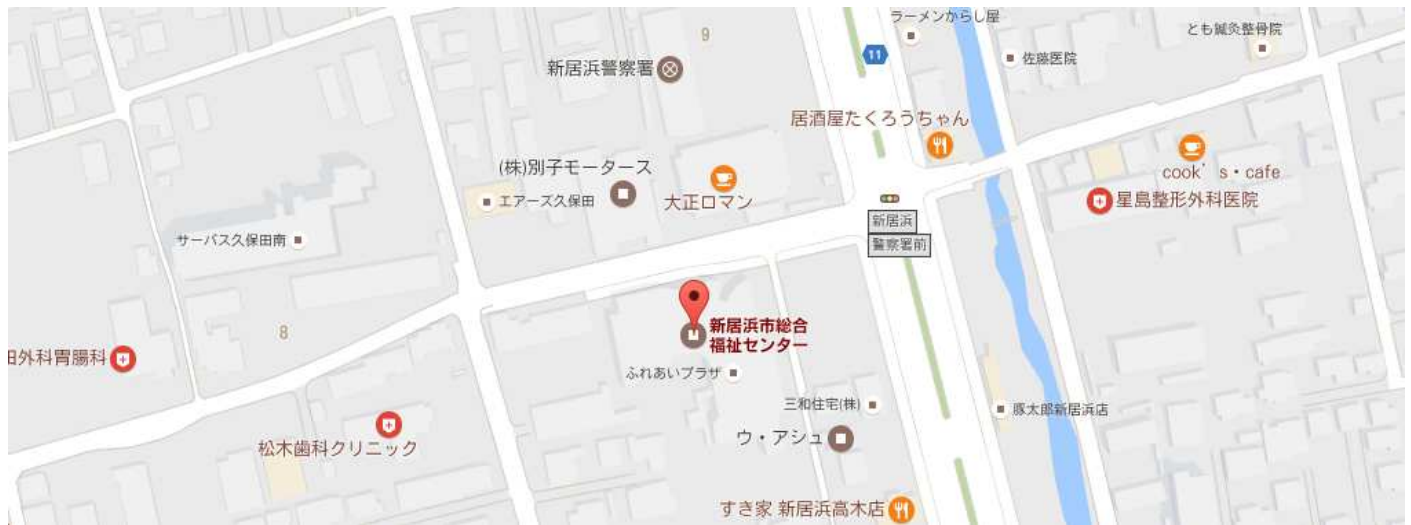 ラーメンからし屋
9
とも鍼灸整骨院
11
佐藤医院
新居浜警察署
居酒屋たくろうちゃん
(株)別子モータース
cook’s・cafe
大正ロマン
エアーズ久保田
星島整形外科医院
新居浜
サーパス久保田南
警察署前
8
新居浜市総合
福祉センター
田外科胃腸科
ふれあいプラザ
三和住宅(株)
豚太郎新居浜店
ウ・アシュ
松木歯科クリニック
すき家 新居浜高木店